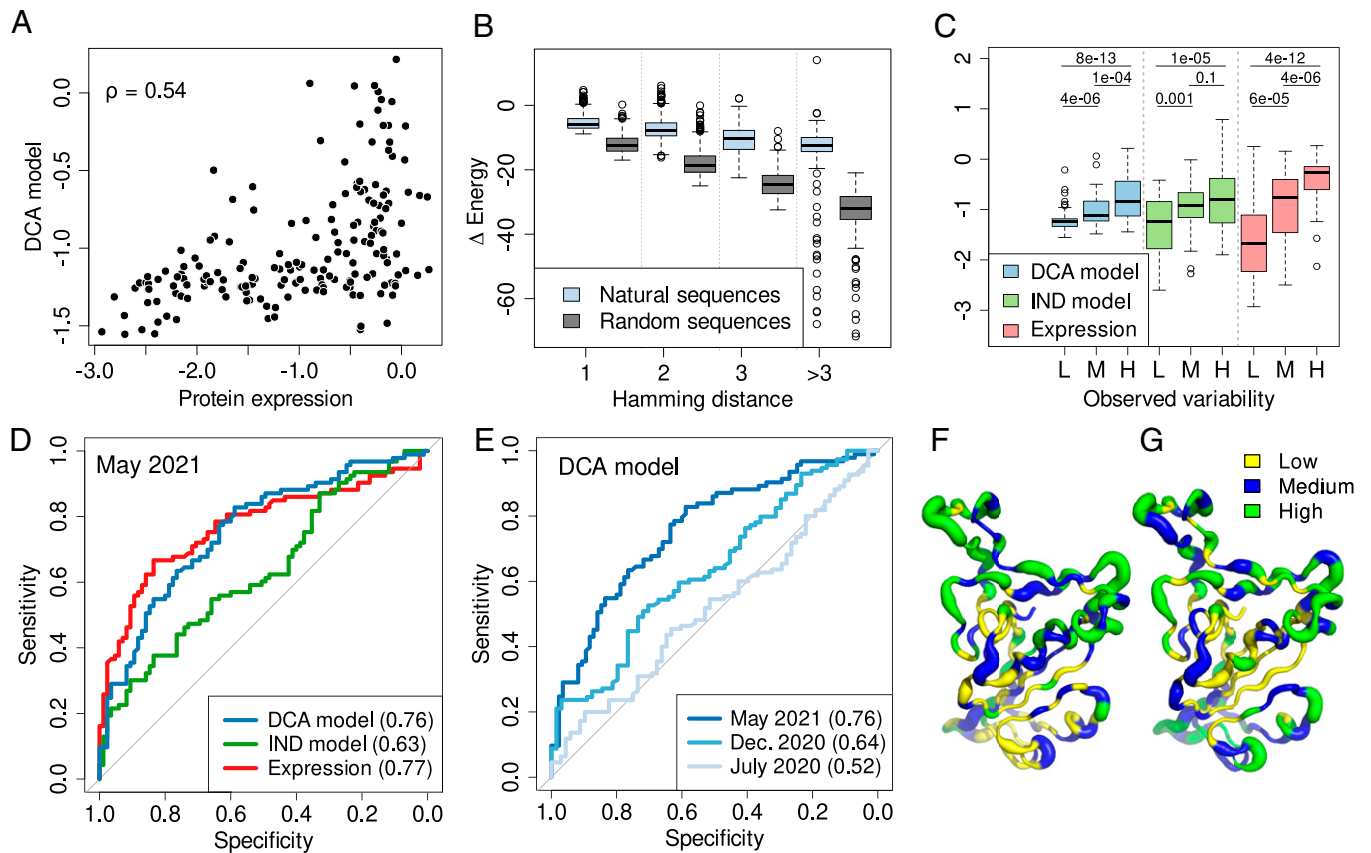 A
ρ = 0.54
DCA model
0.0
-0.5
-1.0
-1.5
-3.0 -2.0 -1.0 0.0
Protein expression
B
Δ Energy
0
-20
-40
-60
Natural sequences
Random sequences
1 2 3 >3
Hamming distance
C
2
1
0
-1
-2
-3
8e-13 1e-05 4e-12
1e-04 0.1 4e-06
4e-06 0.001 6e-05
DCA model
IND model
Expression
L M H L M H L M H
Observed variability
D
May 2021
Sensitivity
1.0
0.8
0.6
0.4
0.2
0.0
DCA model (0.76)
IND model (0.63)
Expression (0.77)
1.0 0.8 0.6 0.4 0.2 0.0
Specificity
E
DCA model
Sensitivity
1.0
0.8
0.6
0.4
0.2
0.0
May 2021 (0.76)
Dec. 2020 (0.64)
July 2020 (0.52)
1.0 0.8 0.6 0.4 0.2 0.0
Specificity
F
G
Low
Medium
High